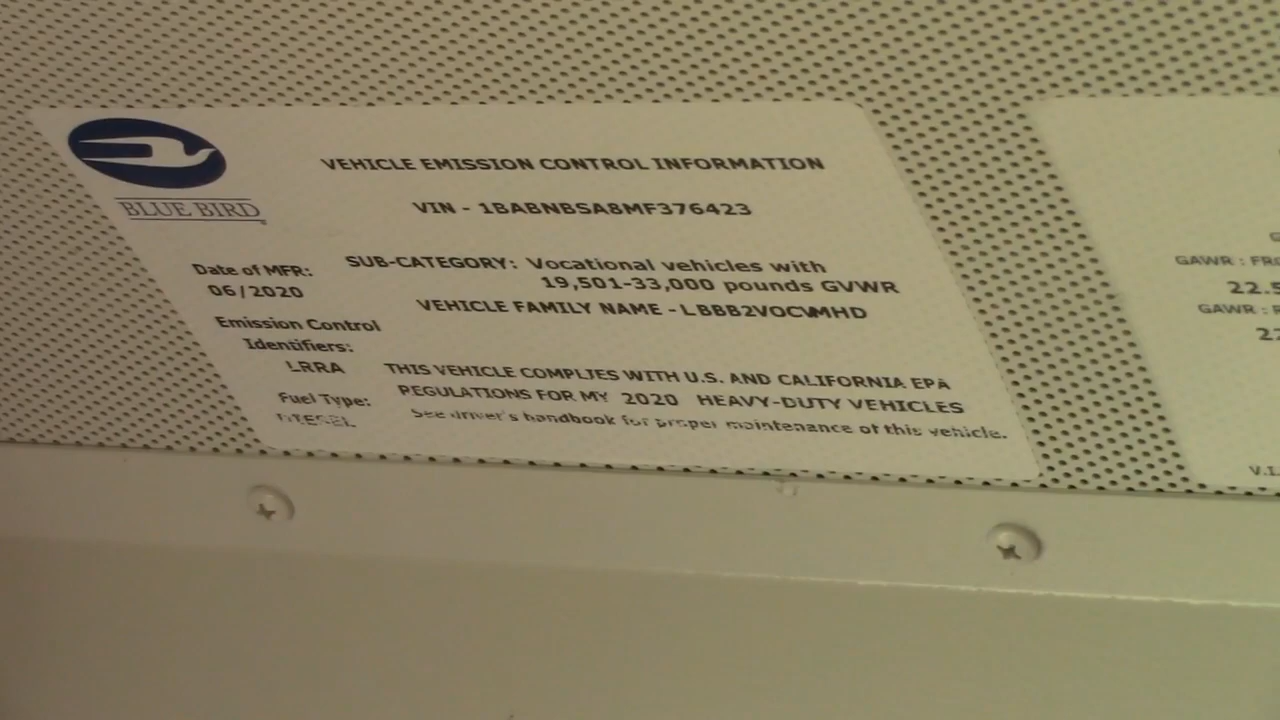 BLUE BIRD
VEHICLE EMISSION CONTROL INFORMATION
VIN - 1BABNBSA8MF376423
Date of MFR:
06/2020
SUB-CATEGORY: Vocational vehicles with
19,501-33,000 pounds GVWR
VEHICLE FAMILY NAME - LBBB2VOCVMHD
Emission Control
Identifiers:
LRRA
THIS VEHICLE COMPLIES WITH U.S. AND CALIFORNIA EPA
REGULATIONS FOR MY 2020 HEAVY-DUTY VEHICLES
Fuel Type:
DIESEL
See driver's handbook for proper maintenance of this vehicle.
GAWR : FRO
22.5
GAWR : R
22
V.I.